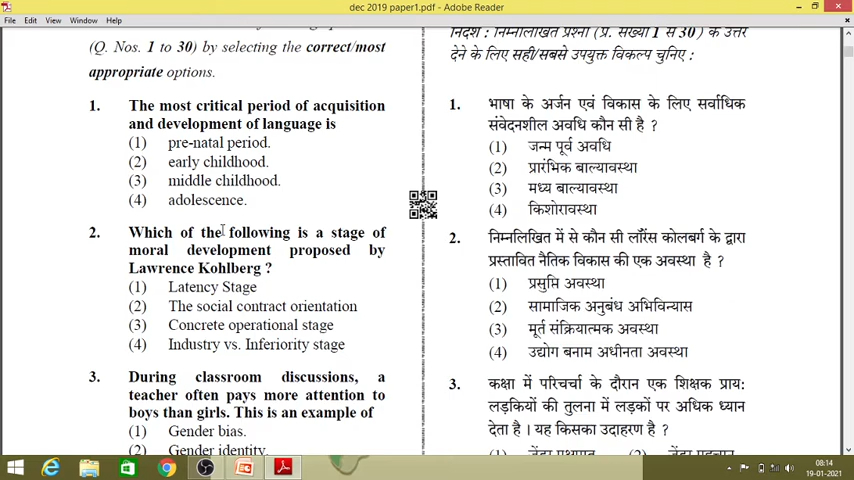 dec 2019 paper1.pdf - Adobe Reader
File Edit View Window Help
(Q. Nos. 1 to 30) by selecting the correct/most
appropriate options.
1. The most critical period of acquisition
and development of language is
(1) pre-natal period.
(2) early childhood.
(3) middle childhood.
(4) adolescence.
2. Which of the following is a stage of
moral development proposed by
Lawrence Kohlberg ?
(1) Latency Stage
(2) The social contract orientation
(3) Concrete operational stage
(4) Industry vs. Inferiority stage
3. During classroom discussions, a
teacher often pays more attention to
boys than girls. This is an example of
(1) Gender bias.
(2) Gender identity.
निर्देश : निम्नलिखित प्रश्नों (प्र. संख्या 1 से 30) के उत्तर
देने के लिए सही/सबसे उपयुक्त विकल्प चुनिए :
1. भाषा के अर्जन एवं विकास के लिए सर्वाधिक
संवेदनशील अवधि कौन सी है ?
(1) जन्म पूर्व अवधि
(2) प्रारंभिक बाल्यावस्था
(3) मध्य बाल्यावस्था
(4) किशोरावस्था
2. निम्नलिखित में से कौन सी लॉरेंस कोलबर्ग के द्वारा
प्रस्तावित नैतिक विकास की एक अवस्था है ?
(1) प्रसुप्ति अवस्था
(2) सामाजिक अनुबंध अभिविन्यास
(3) मूर्त संक्रियात्मक अवस्था
(4) उद्योग बनाम अधीनता अवस्था
3. कक्षा में परिचर्चा के दौरान एक शिक्षक प्राय:
लड़कियों की तुलना में लड़कों पर अधिक ध्यान
देता है । यह किसका उदाहरण है ?
08:14
19-01-2021